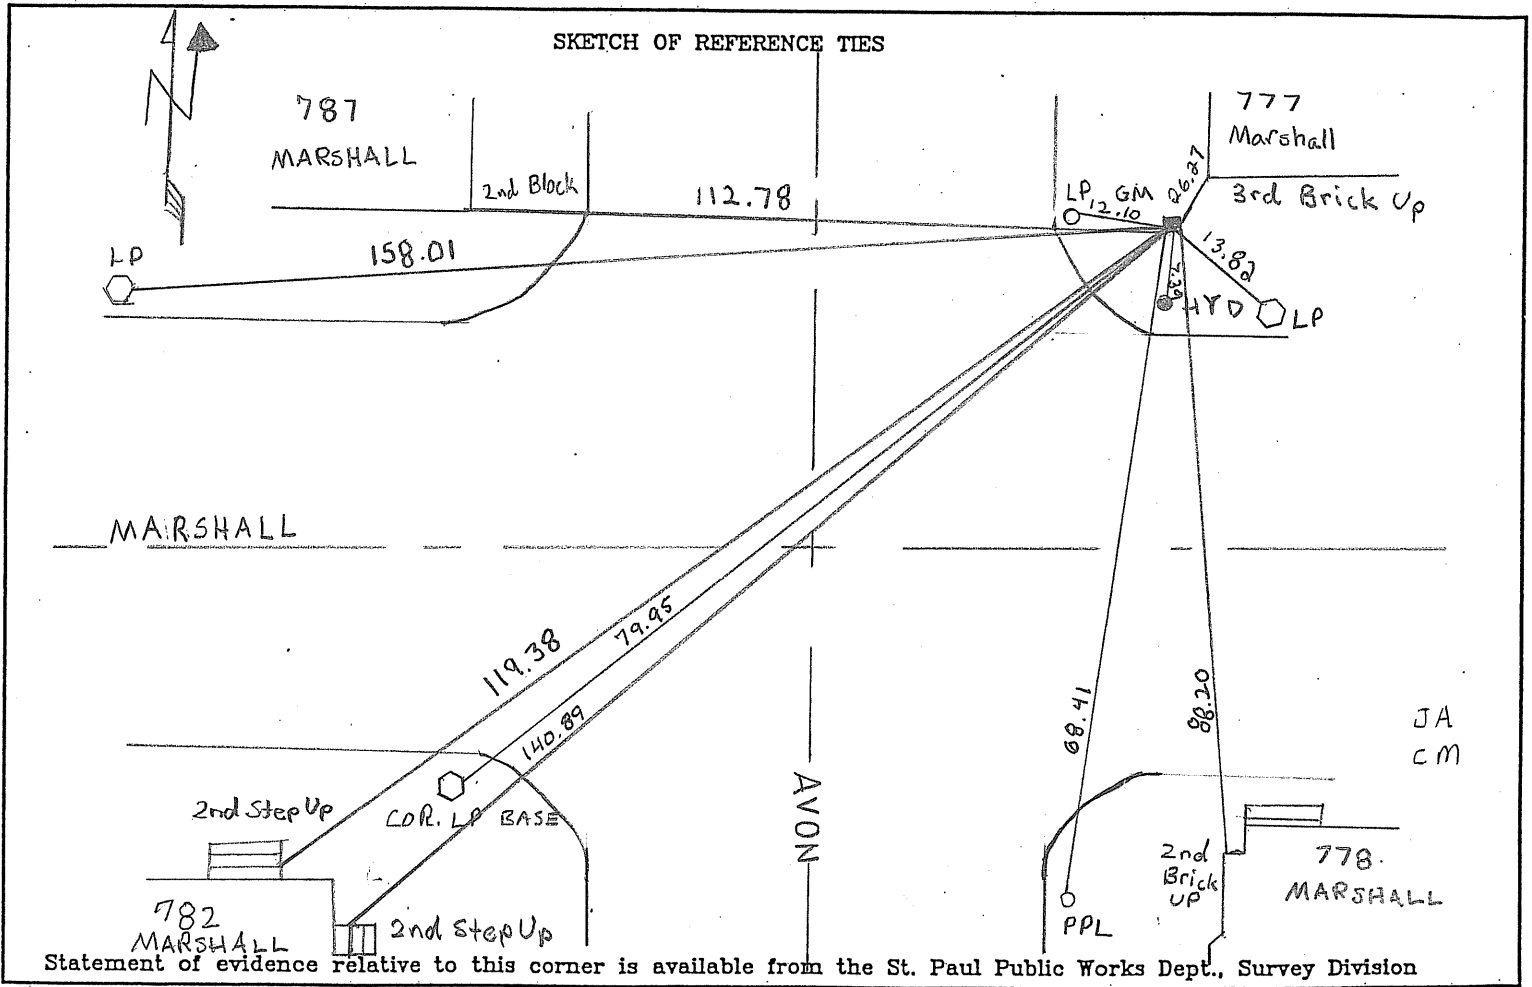 SKETCH OF REFERENCE TIES
N
787
MARSHALL
2nd Block
112.78
158.01
LP
LP
GM
12.10
26.27
777
Marshall
3rd Brick Up
13.82
7.39
HYD
LP
MARSHALL
119.38
79.95
140.89
68.41
88.20
JA
CM
AVON
2nd Step Up
COR. LP BASE
782
MARSHALL
2nd Step Up
PPL
2nd
Brick
UP
778
MARSHALL
Statement of evidence relative to this corner is available from the St. Paul Public Works Dept., Survey Division